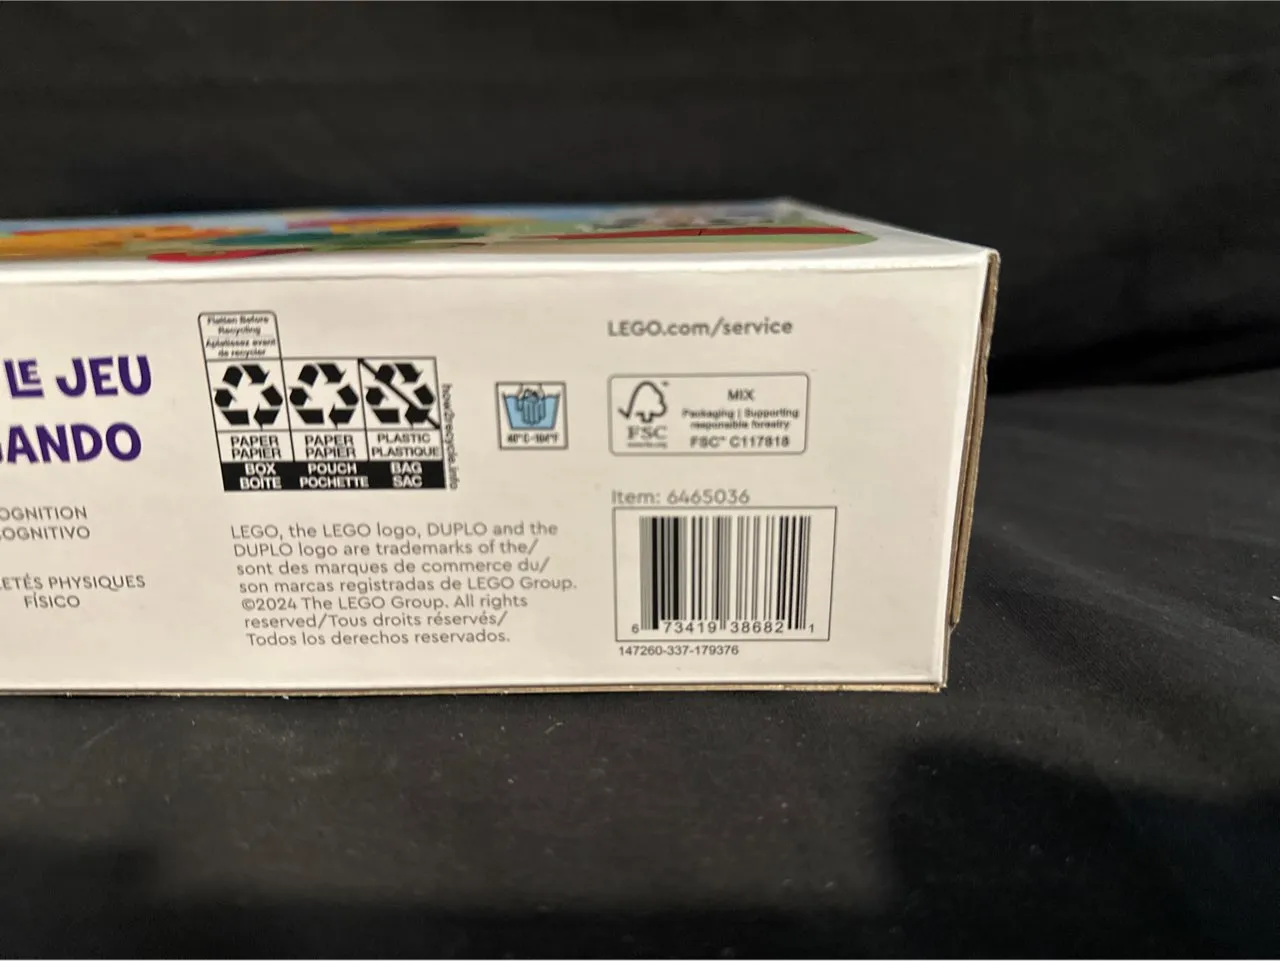 LE JEU
GANDO
OGNITION
OGNITIVO
ETÉS PHYSIQUES
FÍSICO
Flatten Before
Recycling
Aplatissez avant
de recycler
PAPER
PAPIER
BOX
BOÎTE
PAPER
PAPIER
POUCH
POCHETTE
PLASTIC
PLASTIQUE
BAG
SAC
how2recycle.info
40°C-104°F
LEGO, the LEGO logo, DUPLO and the
DUPLO logo are trademarks of the/
sont des marques de commerce du/
son marcas registradas de LEGO Group.
©2024 The LEGO Group. All rights
reserved/Tous droits réservés/
Todos los derechos reservados.
LEGO.com/service
FSC
MIX
Packaging | Supporting
responsible forestry
FSC™ C117818
Item: 6465036
6 73419 38682 1
147260-337-179376